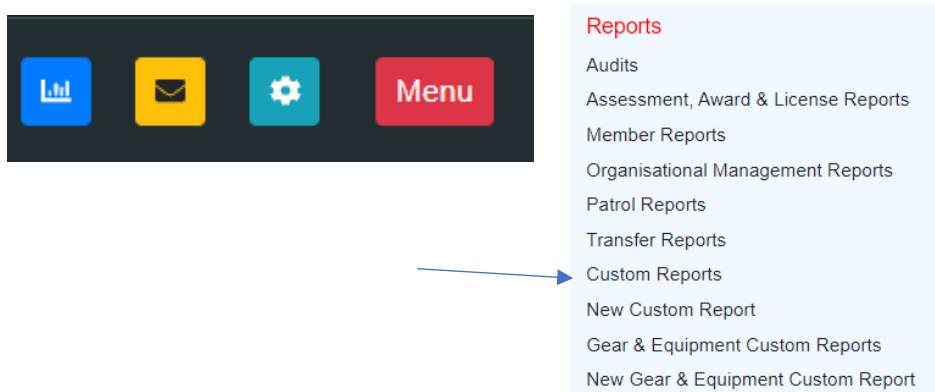 Menu
Reports
Audits
Assessment, Award & License Reports
Member Reports
Organisational Management Reports
Patrol Reports
Transfer Reports
Custom Reports
New Custom Report
Gear & Equipment Custom Reports
New Gear & Equipment Custom Report